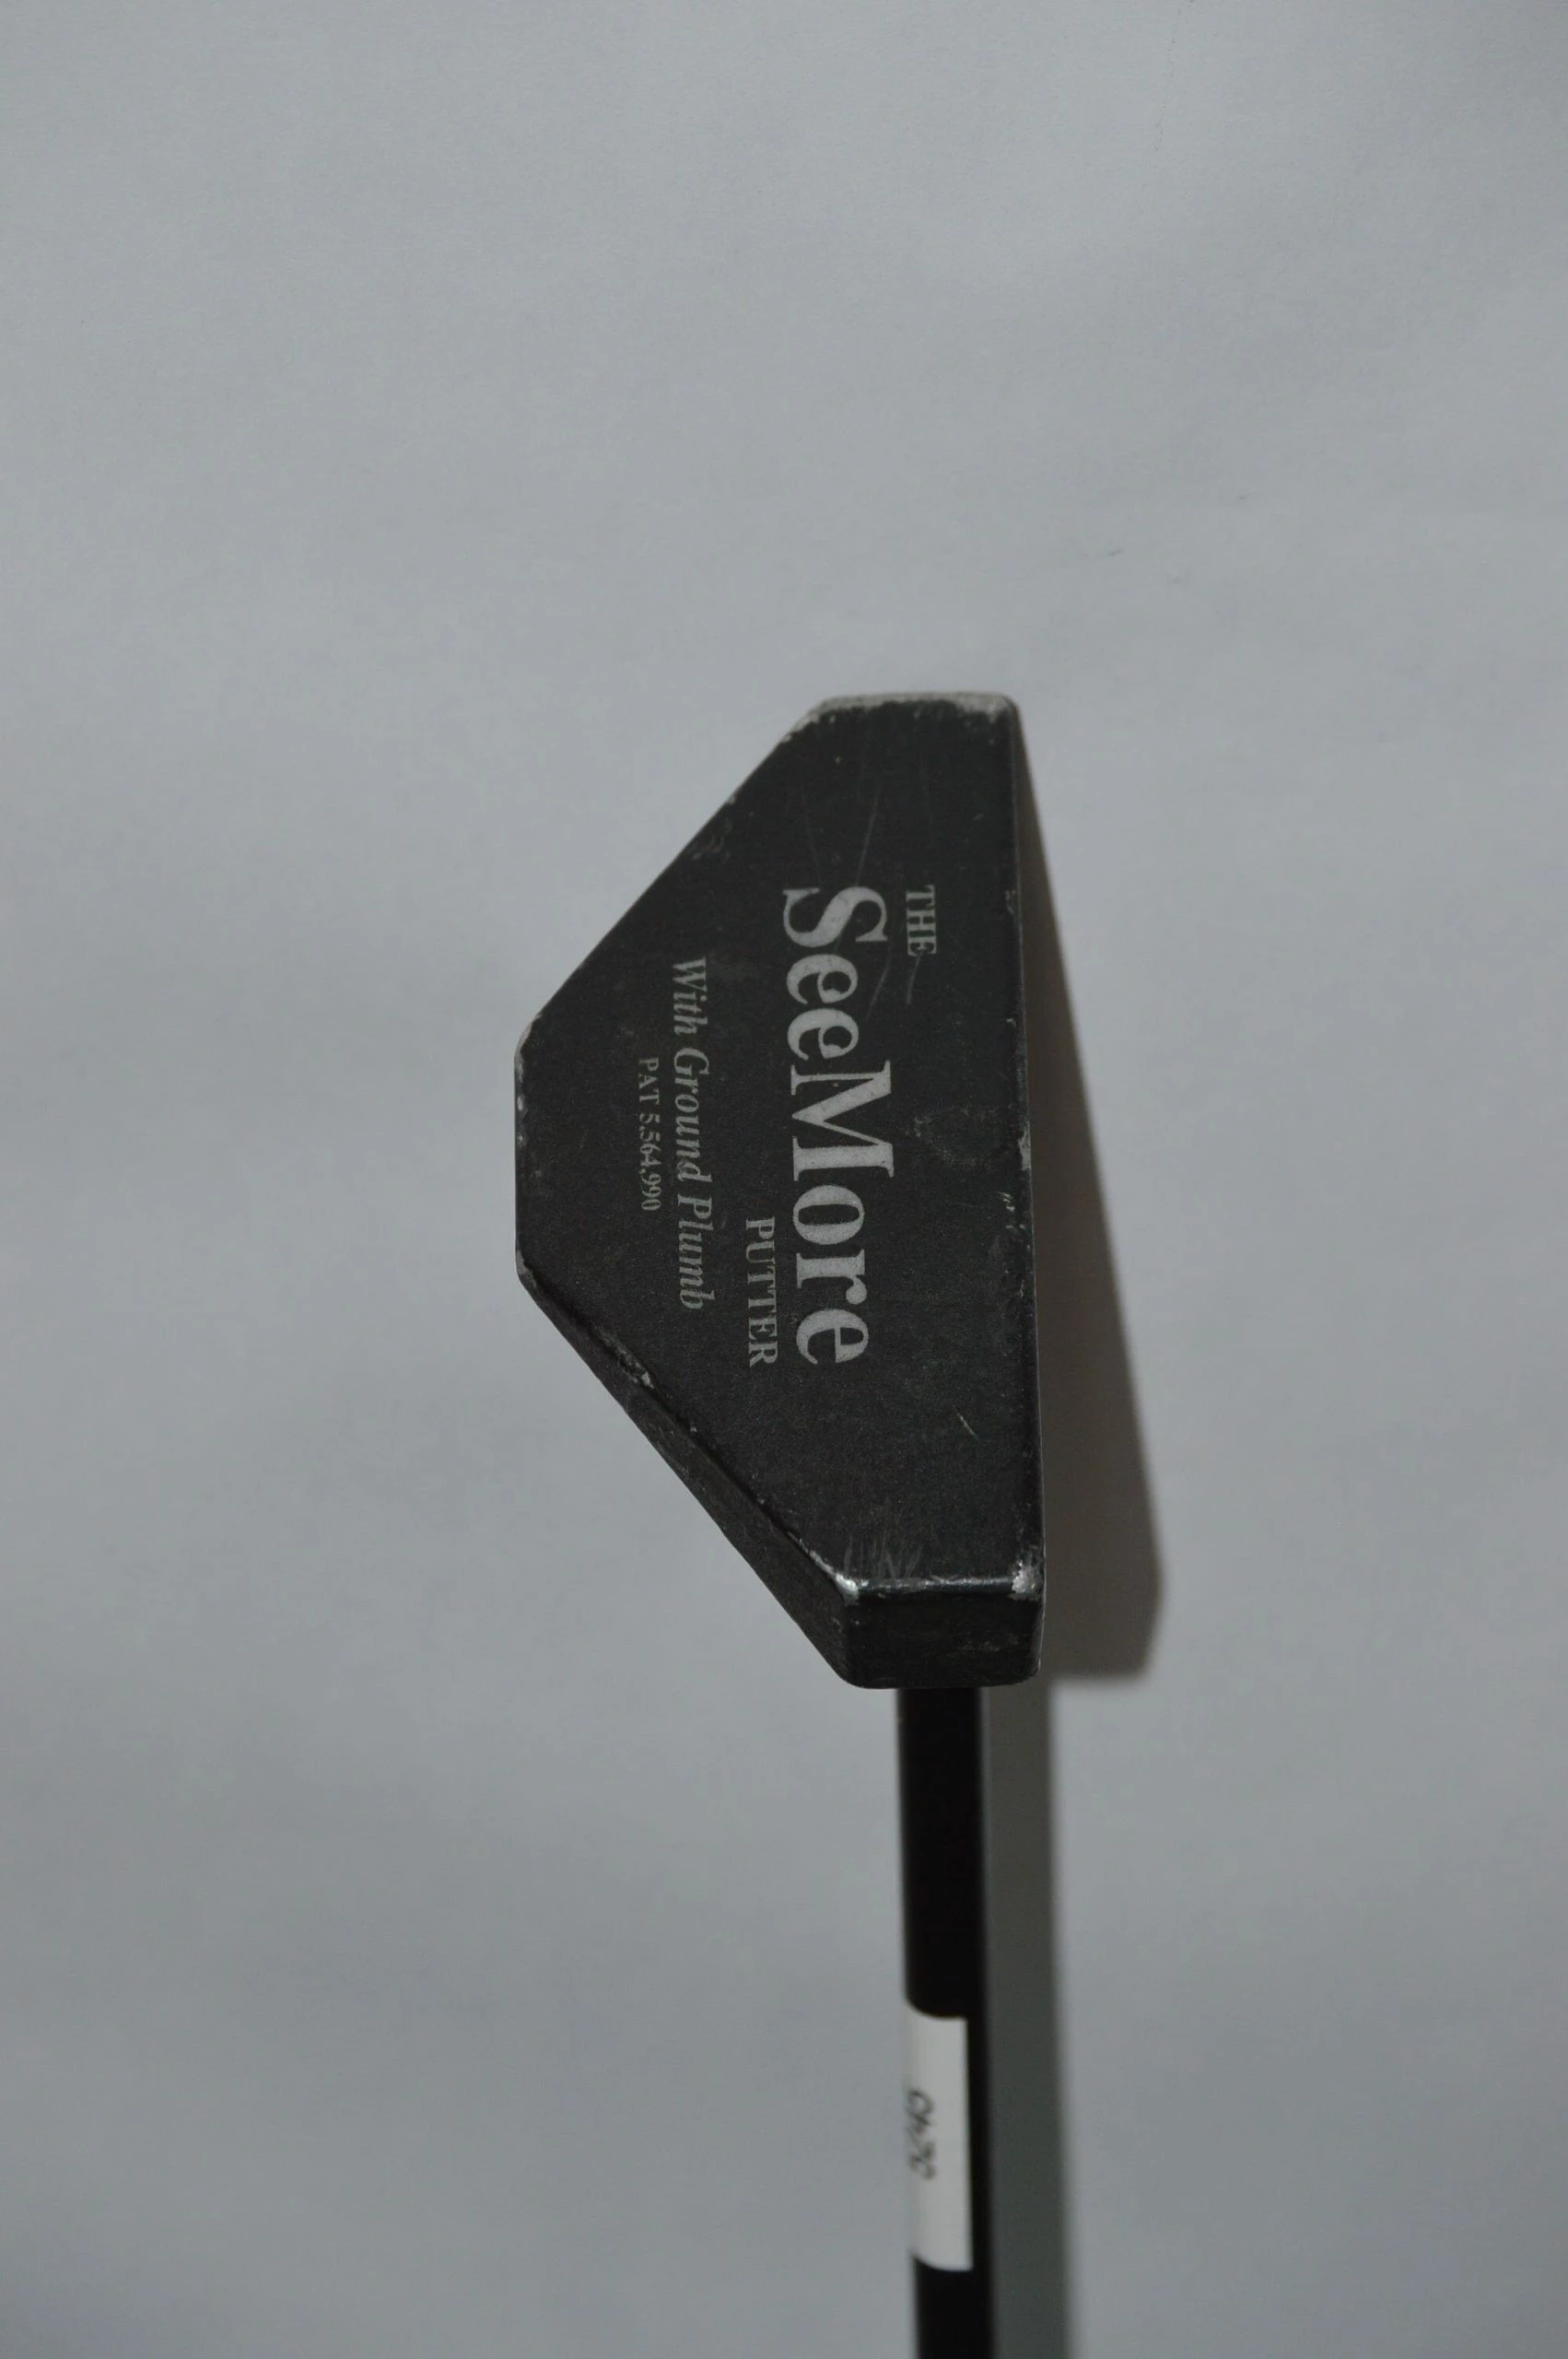 THE
SeeMore
PUTTER
With Ground Plumb
PAT 5,564,990